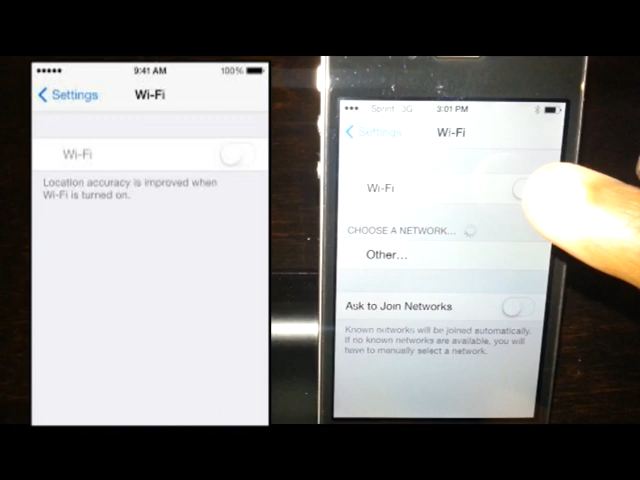 9:41 AM 100%
Settings Wi-Fi
Wi-Fi
Location accuracy is improved when
Wi-Fi is turned on.
Sprint 3G 3:01 PM
Settings Wi-Fi
Wi-Fi
CHOOSE A NETWORK...
Other...
Ask to Join Networks
Known networks will be joined automatically.
If no known networks are available, you will
have to manually select a network.